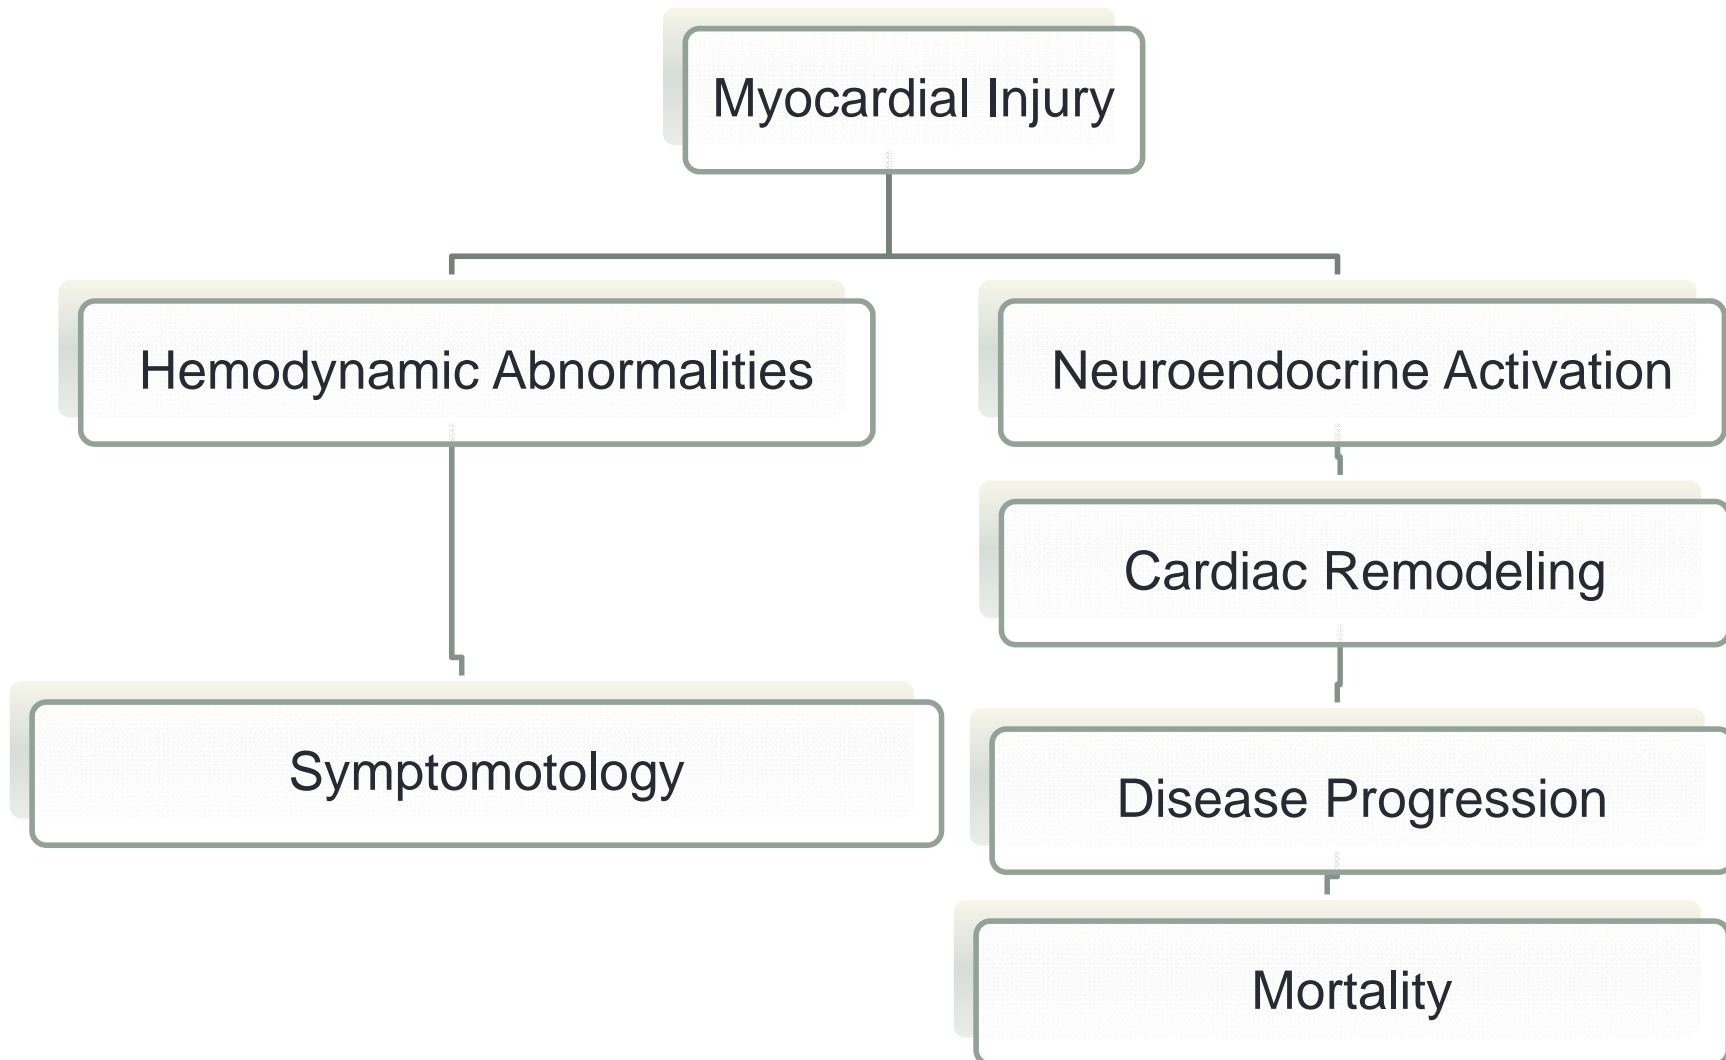 Myocardial Injury
Hemodynamic Abnormalities
Neuroendocrine Activation
Cardiac Remodeling
Symptomotology
Disease Progression
Mortality